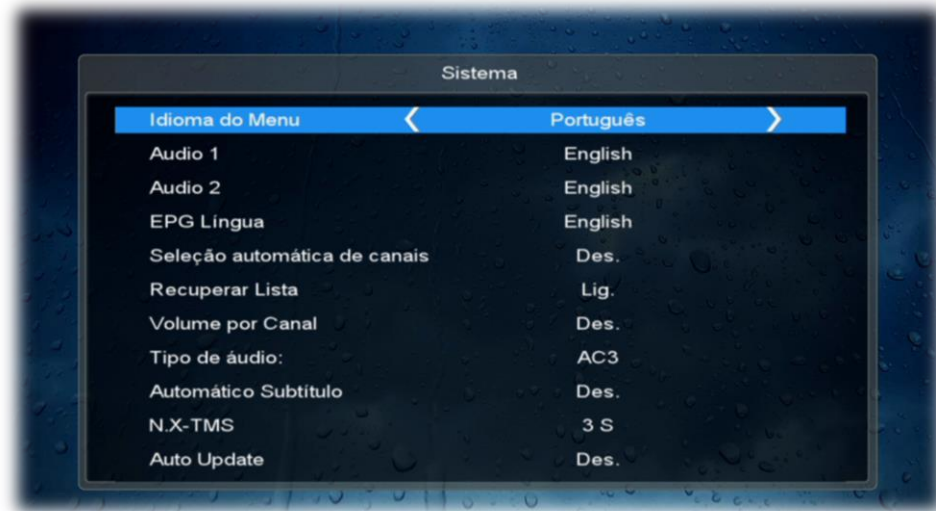 Sistema
Idioma do Menu Português
Audio 1 English
Audio 2 English
EPG Língua English
Seleção automática de canais Des.
Recuperar Lista Lig.
Volume por Canal Des.
Tipo de áudio: AC3
Automático Subtítulo Des.
N.X-TMS 3 S
Auto Update Des.